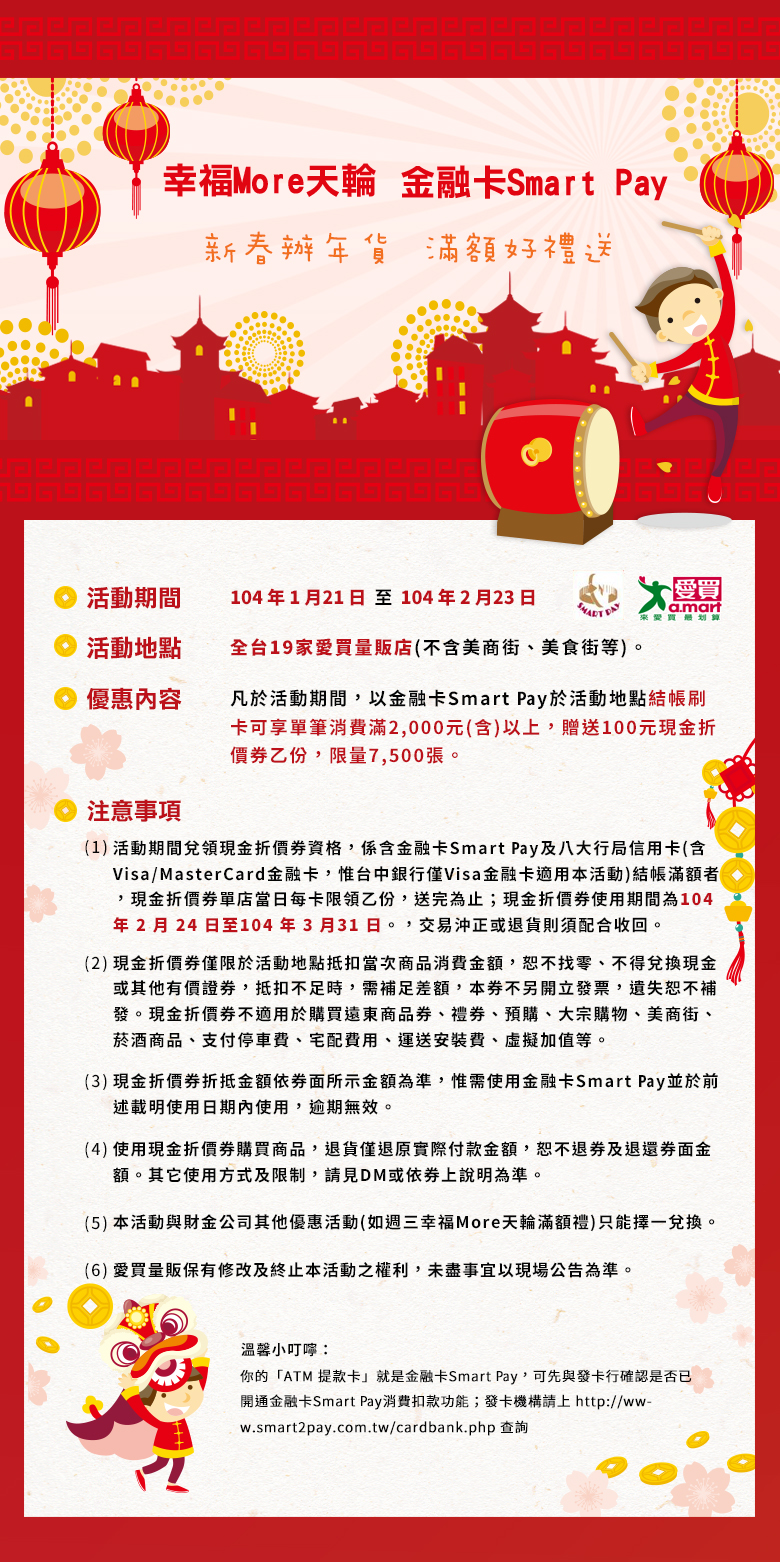 幸福More天輪 金融卡Smart Pay
新春辦年貨 滿額好禮送
活動期間
104年1月21日 至 104年2月23日
SMART PAY
愛買
a.mart
來愛買最划算
活動地點
全台19家愛買量販店(不含美商街、美食街等)。
優惠內容
凡於活動期間，以金融卡Smart Pay於活動地點結帳刷
卡可享單筆消費滿2,000元(含)以上，贈送100元現金折
價券乙份，限量7,500張。
注意事項
(1) 活動期間兌領現金折價券資格，係含金融卡Smart Pay及八大行局信用卡(含
Visa/MasterCard金融卡，惟台中銀行僅Visa金融卡適用本活動)結帳滿額者
，現金折價券單店當日每卡限領乙份，送完為止；現金折價券使用期間為104
年 2 月 24 日至104 年 3 月31 日。，交易沖正或退貨則須配合收回。
(2) 現金折價券僅限於活動地點抵扣當次商品消費金額，恕不找零、不得兌換現金
或其他有價證券，抵扣不足時，需補足差額，本券不另開立發票，遺失恕不補
發。現金折價券不適用於購買遠東商品券、禮券、預購、大宗購物、美商街、
菸酒商品、支付停車費、宅配費用、運送安裝費、虛擬加值等。
(3) 現金折價券折抵金額依券面所示金額為準，惟需使用金融卡Smart Pay並於前
述載明使用日期內使用，逾期無效。
(4) 使用現金折價券購買商品，退貨僅退原實際付款金額，恕不退券及退還券面金
額。其它使用方式及限制，請見DM或依券上說明為準。
(5) 本活動與財金公司其他優惠活動(如週三幸福More天輪滿額禮)只能擇一兌換。
(6) 愛買量販保有修改及終止本活動之權利，未盡事宜以現場公告為準。
溫馨小叮嚀：
你的「ATM 提款卡」就是金融卡Smart Pay，可先與發卡行確認是否已
開通金融卡Smart Pay消費扣款功能；發卡機構請上 http://ww-
w.smart2pay.com.tw/cardbank.php 查詢